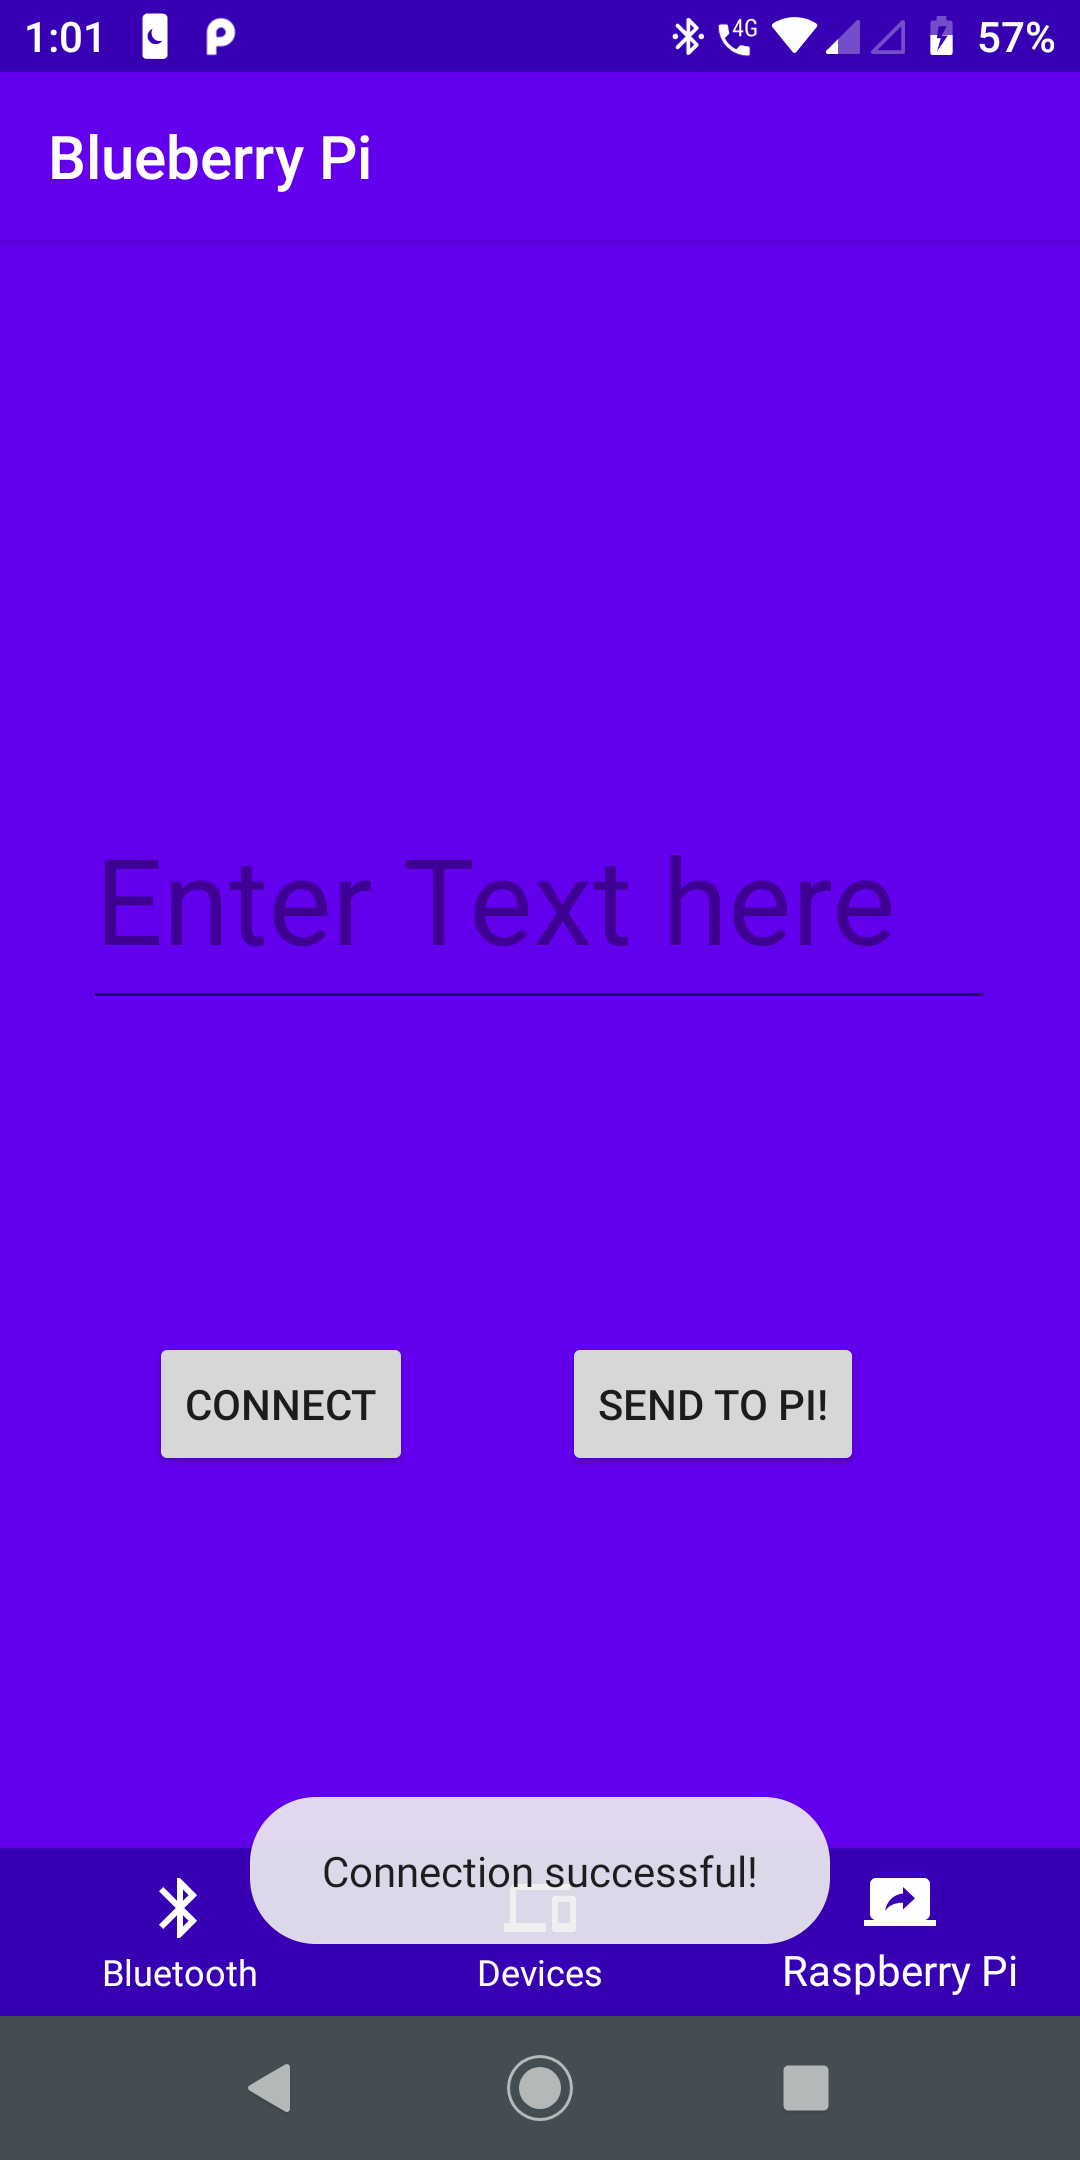 1:01 4G 57%
Blueberry Pi
Enter Text here
CONNECT SEND TO PI!
Connection successful!
Bluetooth Devices Raspberry Pi